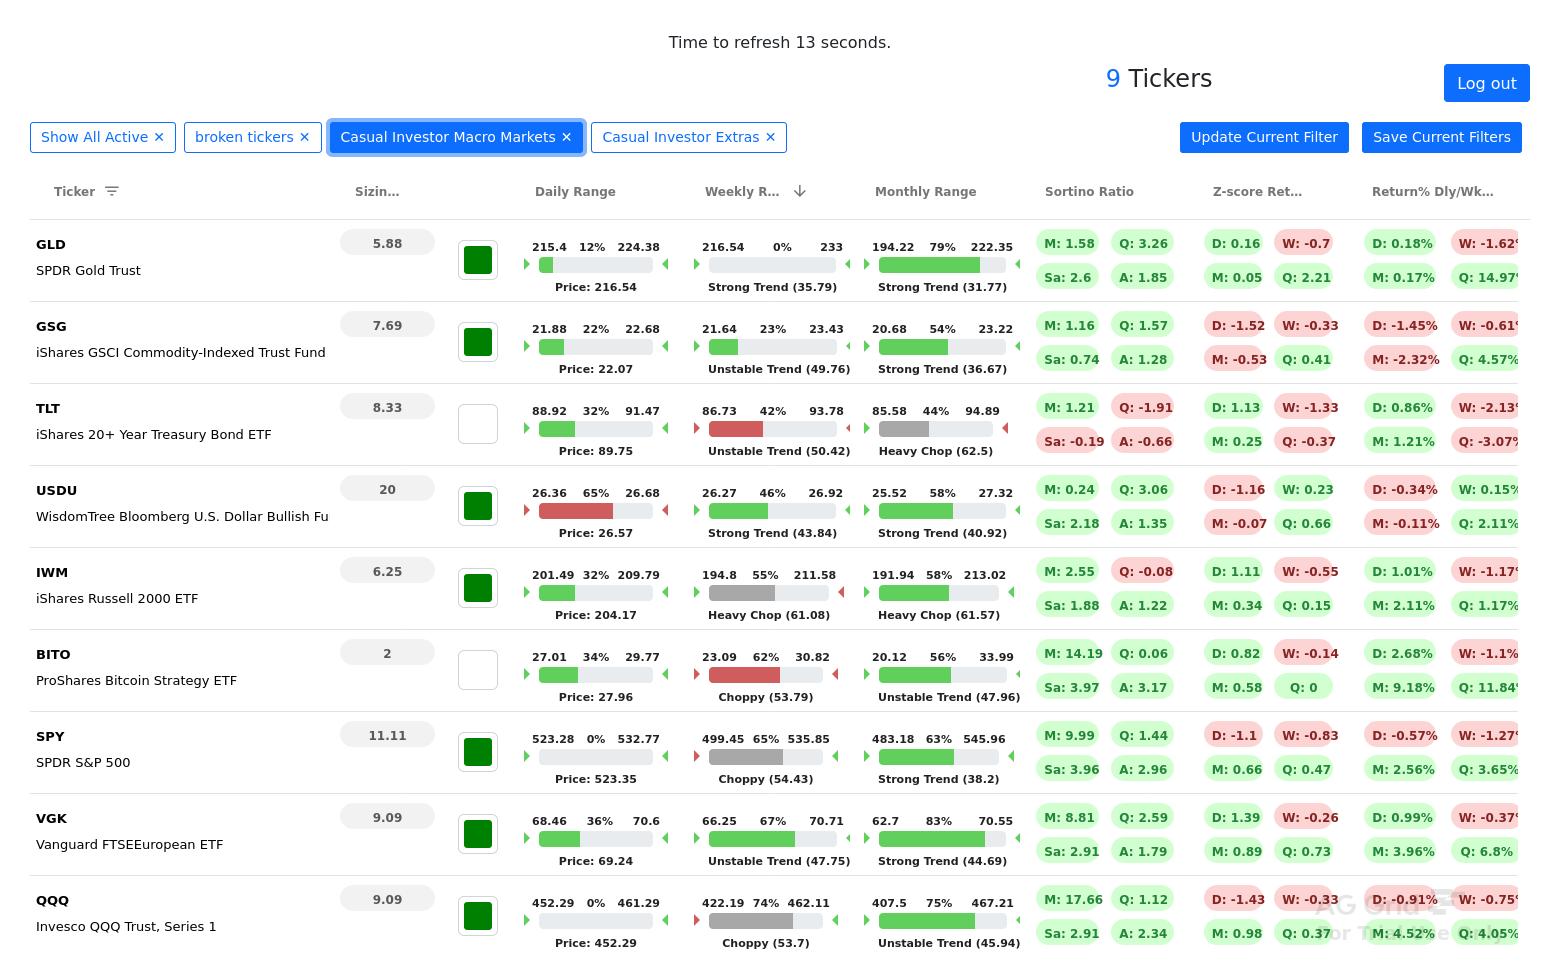 Time to refresh 13 seconds.
9 Tickers
Log out
Show All Active ✕ broken tickers ✕ Casual Investor Macro Markets ✕ Casual Investor Extras ✕ Update Current Filter Save Current Filters
Ticker Sizin... Daily Range Weekly R... Monthly Range Sortino Ratio Z-score Ret... Return% Dly/Wk...
GLD 5.88 215.4 12% 224.38 216.54 0% 233 194.22 79% 222.35 M: 1.58 Q: 3.26 D: 0.16 W: -0.7 D: 0.18% W: -1.62%
SPDR Gold Trust Price: 216.54 Strong Trend (35.79) Strong Trend (31.77) Sa: 2.6 A: 1.85 M: 0.05 Q: 2.21 M: 0.17% Q: 14.97%
GSG 7.69 21.88 22% 22.68 21.64 23% 23.43 20.68 54% 23.22 M: 1.16 Q: 1.57 D: -1.52 W: -0.33 D: -1.45% W: -0.61%
iShares GSCI Commodity-Indexed Trust Fund Price: 22.07 Unstable Trend (49.76) Strong Trend (36.67) Sa: 0.74 A: 1.28 M: -0.53 Q: 0.41 M: -2.32% Q: 4.57%
TLT 8.33 88.92 32% 91.47 86.73 42% 93.78 85.58 44% 94.89 M: 1.21 Q: -1.91 D: 1.13 W: -1.33 D: 0.86% W: -2.13%
iShares 20+ Year Treasury Bond ETF Price: 89.75 Unstable Trend (50.42) Heavy Chop (62.5) Sa: -0.19 A: -0.66 M: 0.25 Q: -0.37 M: 1.21% Q: -3.07%
USDU 20 26.36 65% 26.68 26.27 46% 26.92 25.52 58% 27.32 M: 0.24 Q: 3.06 D: -1.16 W: 0.23 D: -0.34% W: 0.15%
WisdomTree Bloomberg U.S. Dollar Bullish Fu Price: 26.57 Strong Trend (43.84) Strong Trend (40.92) Sa: 2.18 A: 1.35 M: -0.07 Q: 0.66 M: -0.11% Q: 2.11%
IWM 6.25 201.49 32% 209.79 194.8 55% 211.58 191.94 58% 213.02 M: 2.55 Q: -0.08 D: 1.11 W: -0.55 D: 1.01% W: -1.17%
iShares Russell 2000 ETF Price: 204.17 Heavy Chop (61.08) Heavy Chop (61.57) Sa: 1.88 A: 1.22 M: 0.34 Q: 0.15 M: 2.11% Q: 1.17%
BITO 2 27.01 34% 29.77 23.09 62% 30.82 20.12 56% 33.99 M: 14.19 Q: 0.06 D: 0.82 W: -0.14 D: 2.68% W: -1.1%
ProShares Bitcoin Strategy ETF Price: 27.96 Choppy (53.79) Unstable Trend (47.96) Sa: 3.97 A: 3.17 M: 0.58 Q: 0 M: 9.18% Q: 11.84%
SPY 11.11 523.28 0% 532.77 499.45 65% 535.85 483.18 63% 545.96 M: 9.99 Q: 1.44 D: -1.1 W: -0.83 D: -0.57% W: -1.27%
SPDR S&P 500 Price: 523.35 Choppy (54.43) Strong Trend (38.2) Sa: 3.96 A: 2.96 M: 0.66 Q: 0.47 M: 2.56% Q: 3.65%
VGK 9.09 68.46 36% 70.6 66.25 67% 70.71 62.7 83% 70.55 M: 8.81 Q: 2.59 D: 1.39 W: -0.26 D: 0.99% W: -0.37%
Vanguard FTSEEuropean ETF Price: 69.24 Unstable Trend (47.75) Strong Trend (44.69) Sa: 2.91 A: 1.79 M: 0.89 Q: 0.73 M: 3.96% Q: 6.8%
QQQ 9.09 452.29 0% 461.29 422.19 74% 462.11 407.5 75% 467.21 M: 17.66 Q: 1.12 D: -1.43 W: -0.33 D: -0.91% W: -0.75%
AG Grid
Invesco QQQ Trust, Series 1 Price: 452.29 Choppy (53.7) Unstable Trend (45.94) Sa: 2.91 A: 2.34 M: 0.98 Q: 0.37 M: 4.52% Q: 4.05%
For Trial Use Only